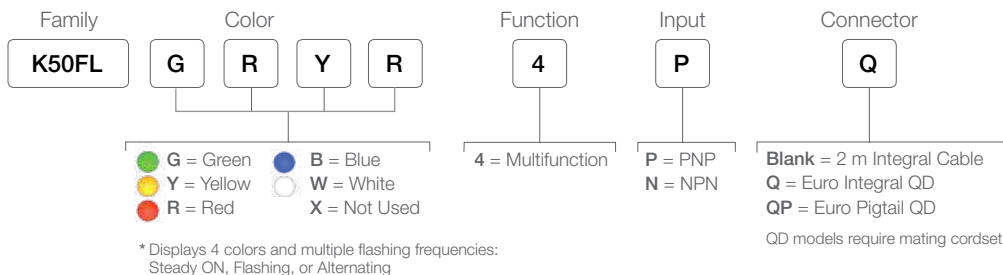 Family Color Function Input Connector
K50FL G R Y R 4 P Q
G = Green B = Blue 4 = Multifunction P = PNP Blank = 2 m Integral Cable
Y = Yellow W = White N = NPN Q = Euro Integral QD
R = Red X = Not Used QP = Euro Pigtail QD
QD models require mating cordset
* Displays 4 colors and multiple flashing frequencies:
Steady ON, Flashing, or Alternating